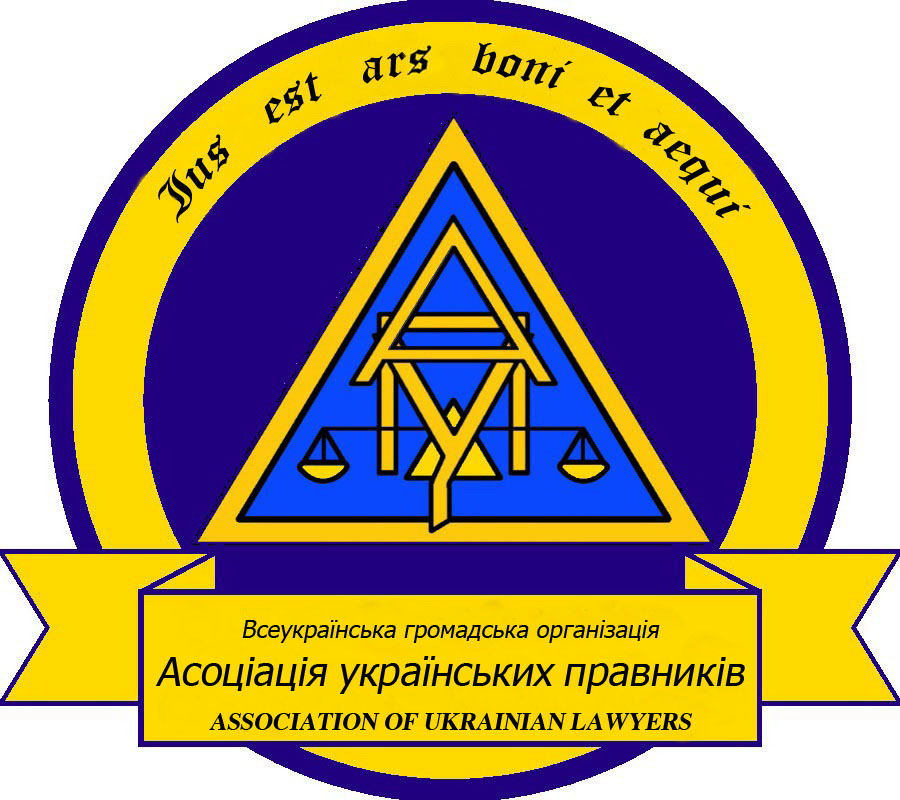 Jus est ars boni et aequi
Всеукраїнська громадська організація
Асоціація українських правників
ASSOCIATION OF UKRAINIAN LAWYERS